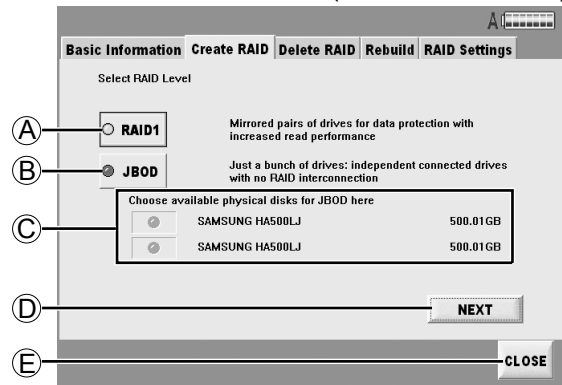 A
Basic Information Create RAID Delete RAID Rebuild RAID Settings
Select RAID Level
A RAID1 Mirrored pairs of drives for data protection with
increased read performance
B JBOD Just a bunch of drives: independent connected drives
with no RAID interconnection
Choose available physical disks for JBOD here
C
SAMSUNG HA500LJ 500.01GB
SAMSUNG HA500LJ 500.01GB
D NEXT
E CLOSE